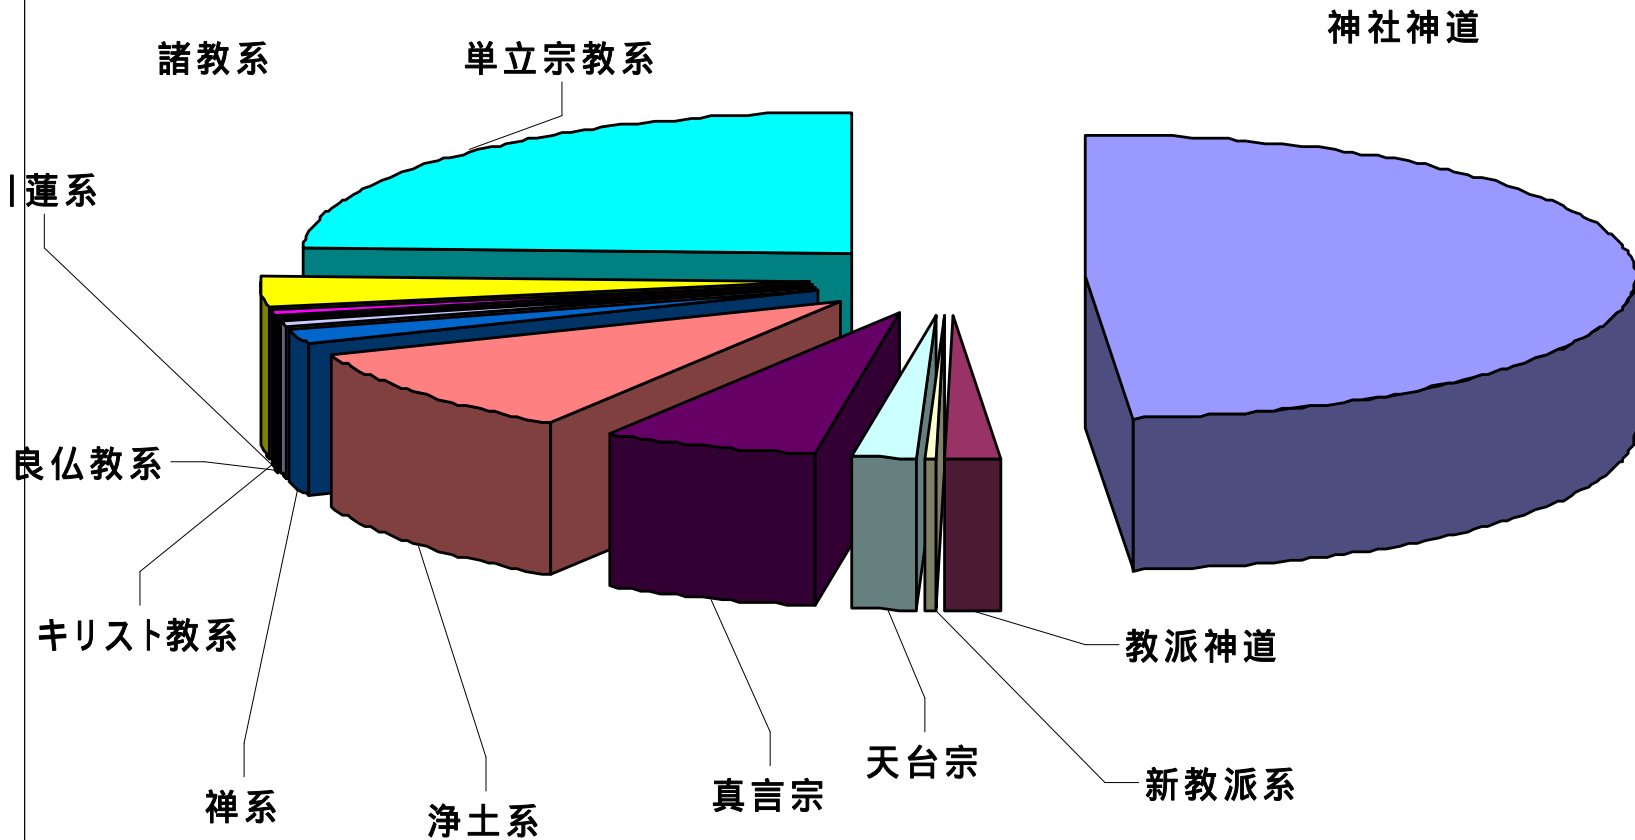 神社神道
諸教系
単立宗教系
蓮系
良仏教系
キリスト教系
教派神道
天台宗
新教派系
真言宗
禅系
浄土系